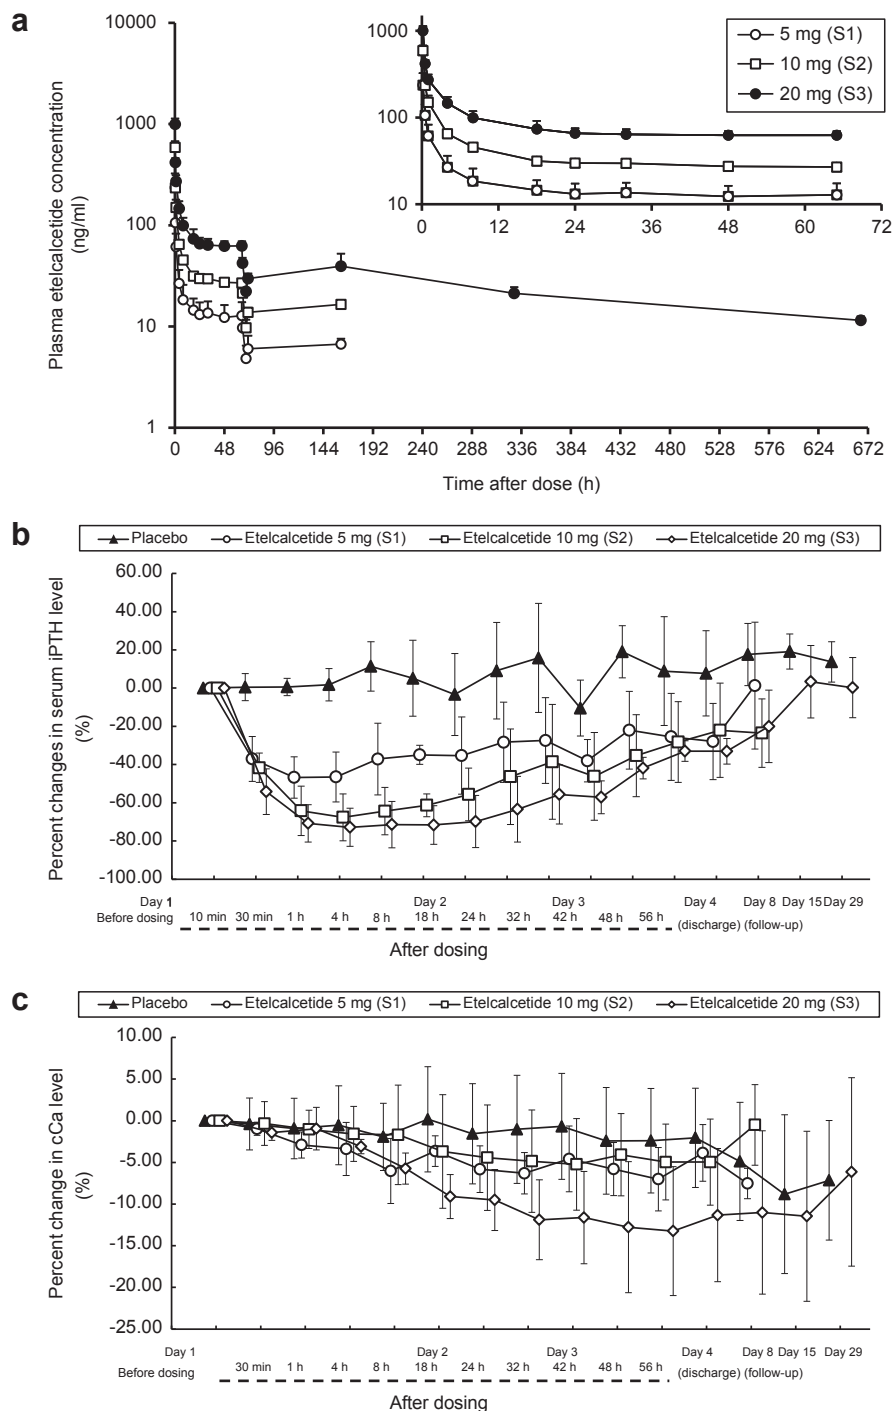 a
10000
1000
100
10
1
Plasma etelcalcetide concentration
(ng/ml)
0 48 96 144 192 240 288 336 384 432 480 528 576 624 672
Time after dose (h)
1000
100
10
0 12 24 36 48 60 72
5 mg (S1)
10 mg (S2)
20 mg (S3)
b
Placebo Etelcalcetide 5 mg (S1) Etelcalcetide 10 mg (S2) Etelcalcetide 20 mg (S3)
60.00
40.00
20.00
0.00
-20.00
-40.00
-60.00
-80.00
-100.00
Percent changes in serum iPTH level
(%)
Day 1 Day 2 Day 3 Day 4 Day 8 Day 15 Day 29
Before dosing 10 min 30 min 1 h 4 h 8 h 18 h 24 h 32 h 42 h 48 h 56 h (discharge) (follow-up)
After dosing
c
Placebo Etelcalcetide 5 mg (S1) Etelcalcetide 10 mg (S2) Etelcalcetide 20 mg (S3)
10.00
5.00
0.00
-5.00
-10.00
-15.00
-20.00
-25.00
Percent change in cCa level
(%)
Day 1 Day 2 Day 3 Day 4 Day 8 Day 15 Day 29
Before dosing 30 min 1 h 4 h 8 h 18 h 24 h 32 h 42 h 48 h 56 h (discharge) (follow-up)
After dosing